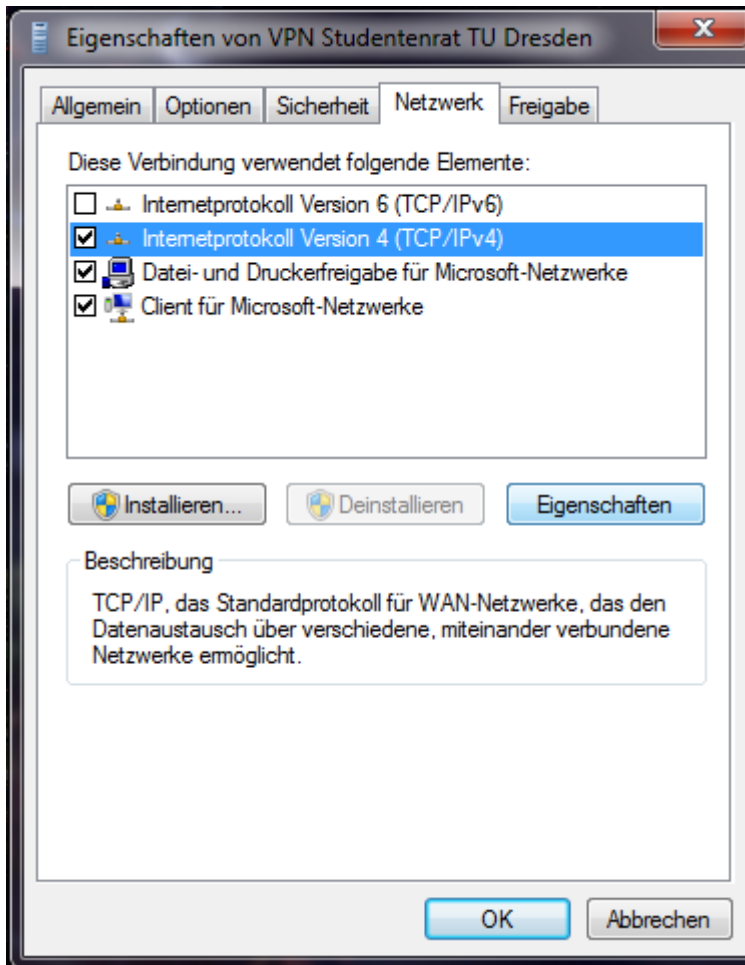 Eigenschaften von VPN Studentenrat TU Dresden
Allgemein Optionen Sicherheit Netzwerk Freigabe
Diese Verbindung verwendet folgende Elemente:
Internetprotokoll Version 6 (TCP/IPv6)
Internetprotokoll Version 4 (TCP/IPv4)
Datei- und Druckerfreigabe für Microsoft-Netzwerke
Client für Microsoft-Netzwerke
Installieren... Deinstallieren Eigenschaften
Beschreibung
TCP/IP, das Standardprotokoll für WAN-Netzwerke, das den
Datenaustausch über verschiedene, miteinander verbundene
Netzwerke ermöglicht.
OK Abbrechen